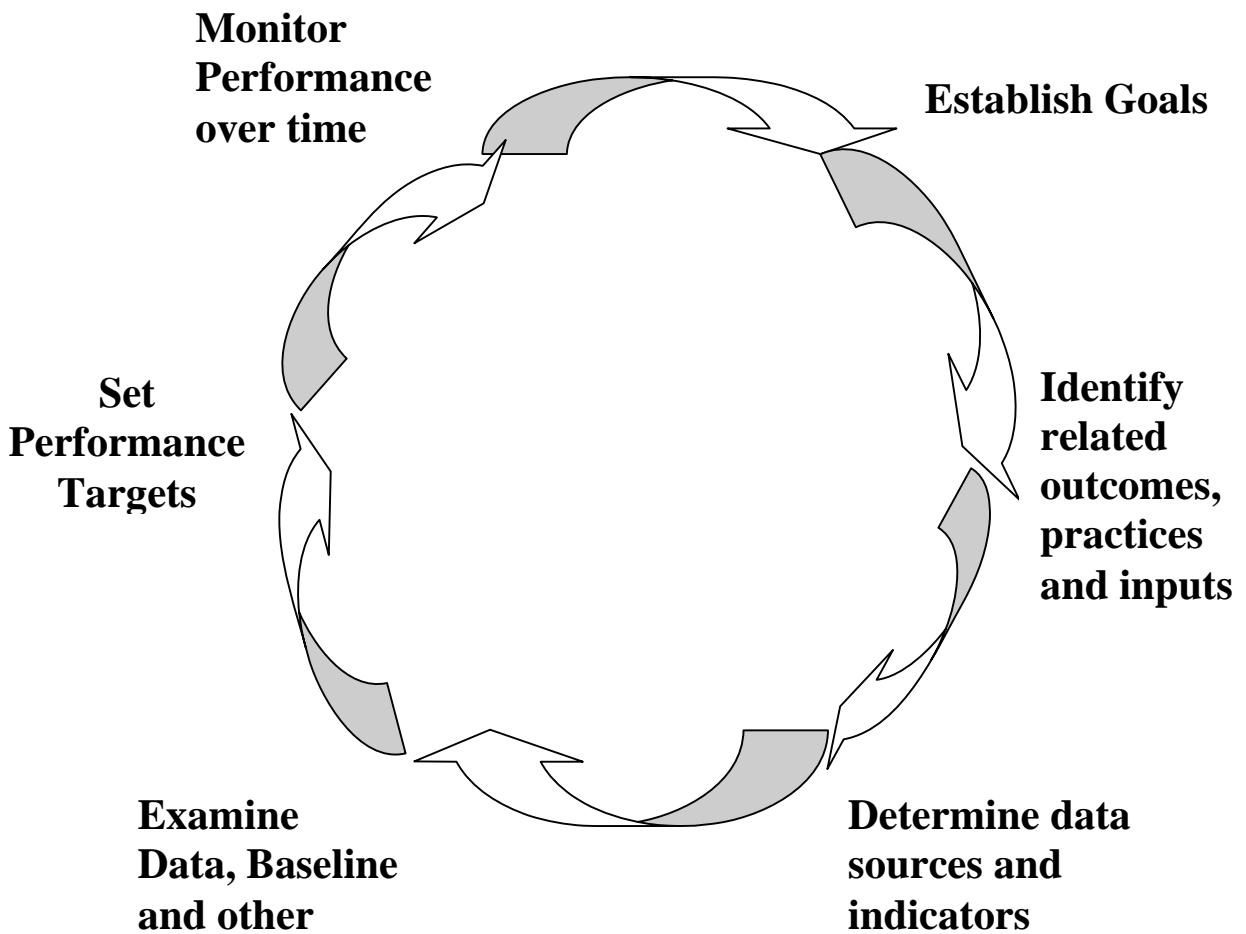 Monitor
Performance
over time
Establish Goals
Identify
related
outcomes,
practices
and inputs
Determine data
sources and
indicators
Examine
Data, Baseline
and other
Set
Performance
Targets